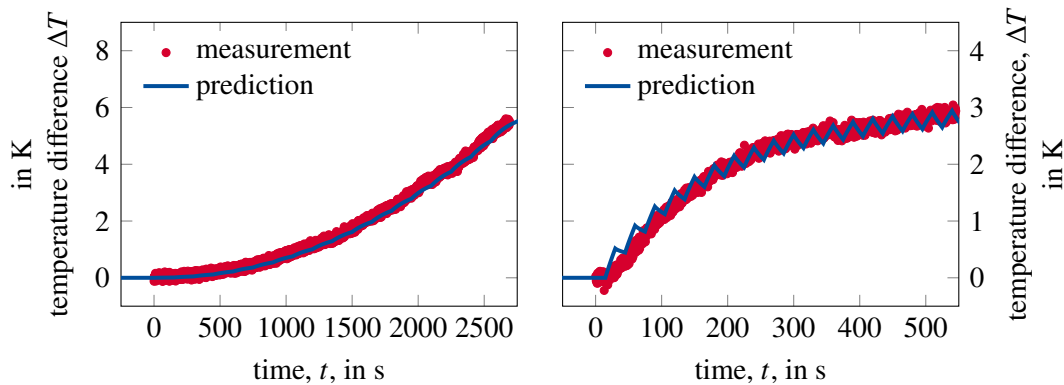 temperature difference ΔT
in K
8
6
4
2
0
measurement
prediction
0 500 1000 1500 2000 2500
time, t, in s
measurement
prediction
0 100 200 300 400 500
time, t, in s
4
3
2
1
0
temperature difference, ΔT
in K